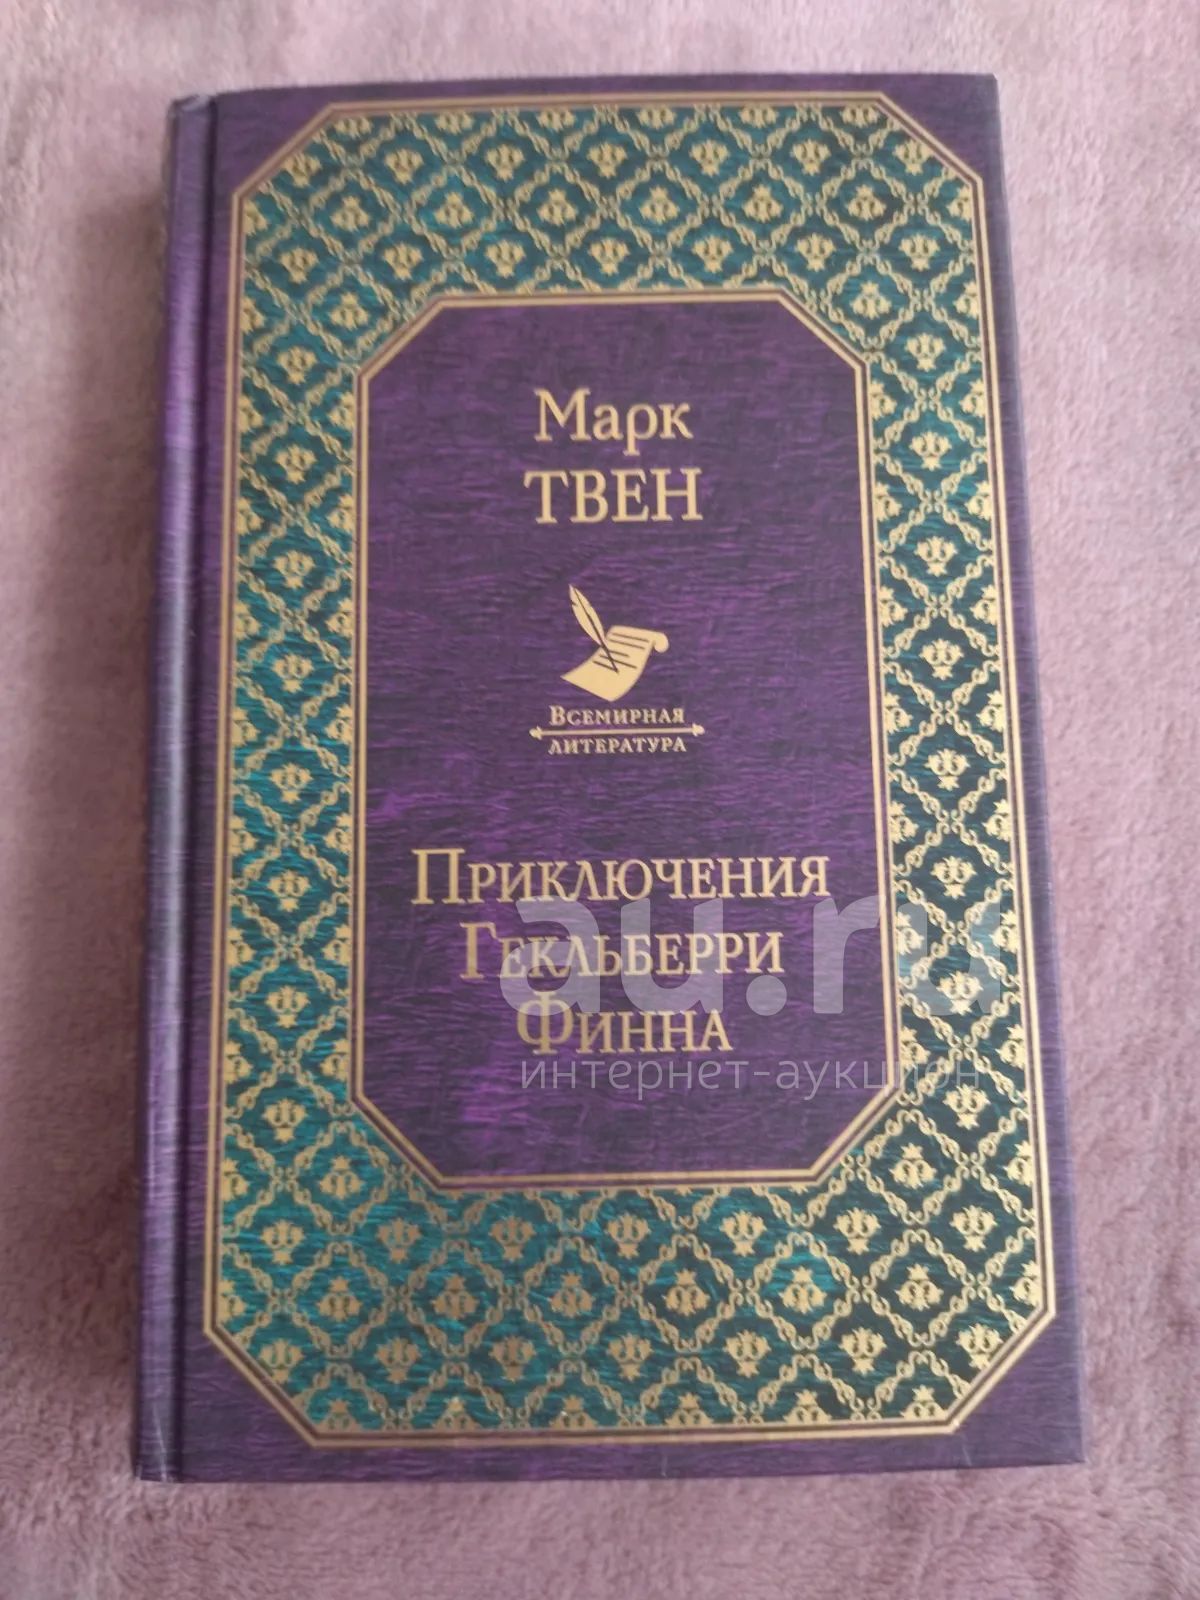 Марк
ТВЕН
Всемирная
литература
Приключения
Гекльберри
Финна
au.ru
интернет-аукцион